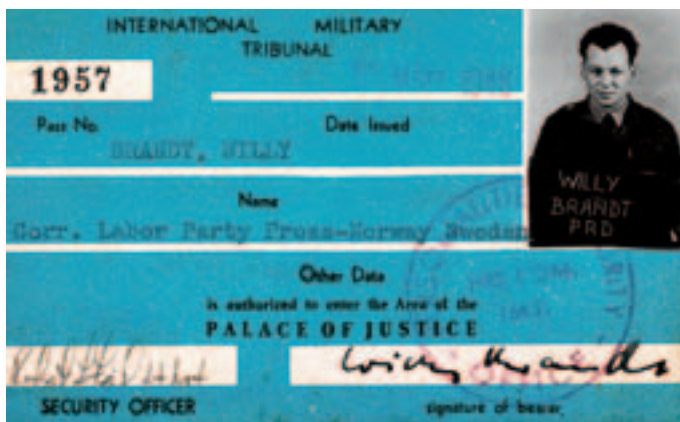 INTERNATIONAL MILITARY
TRIBUNAL
1957
Pass No.
Date Issued
BRANDT, WILLY
Name
Corr. Labor Party Press-Norway Sweden
Other Data
is authorized to enter the Area of the
PALACE OF JUSTICE
SECURITY OFFICER
Willy Brandt
signature of bearer
WILLY
BRANDT
PRD